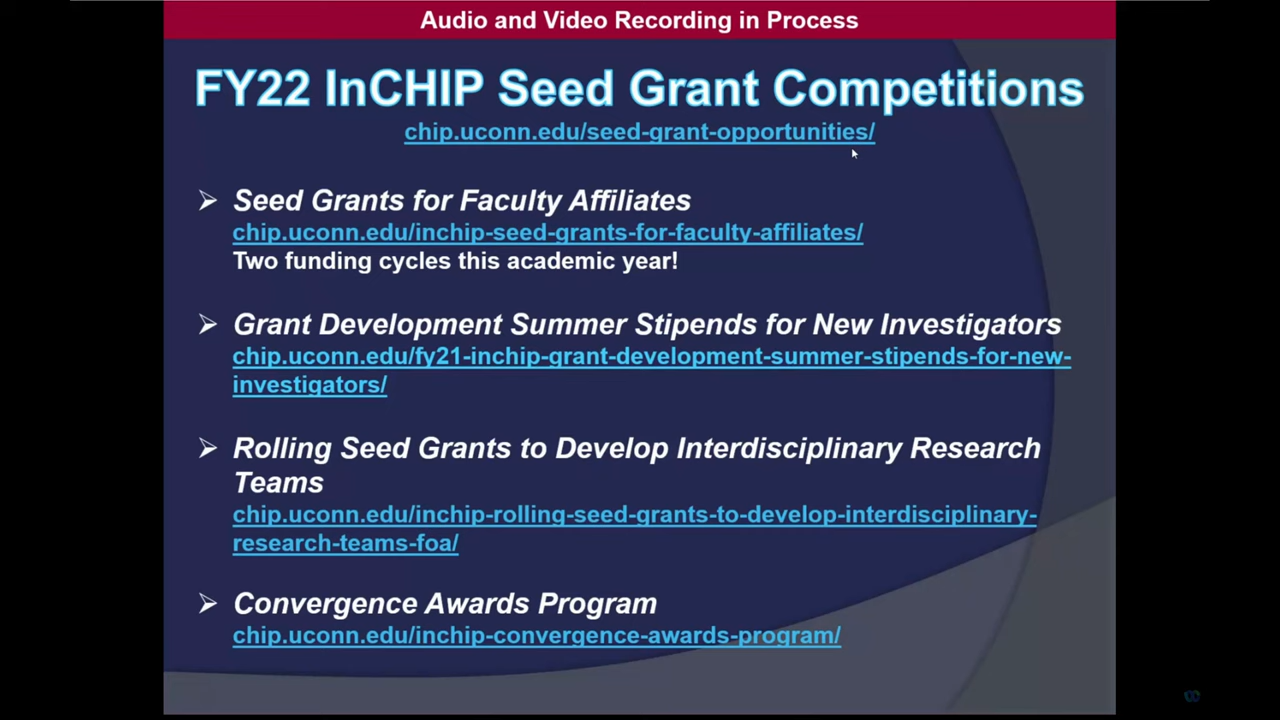 Audio and Video Recording in Process
FY22 InCHIP Seed Grant Competitions
chip.uconn.edu/seed-grant-opportunities/
Seed Grants for Faculty Affiliates
chip.uconn.edu/inchip-seed-grants-for-faculty-affiliates/
Two funding cycles this academic year!
Grant Development Summer Stipends for New Investigators
chip.uconn.edu/fy21-inchip-grant-development-summer-stipends-for-new-
investigators/
Rolling Seed Grants to Develop Interdisciplinary Research
Teams
chip.uconn.edu/inchip-rolling-seed-grants-to-develop-interdisciplinary-
research-teams-foa/
Convergence Awards Program
chip.uconn.edu/inchip-convergence-awards-program/